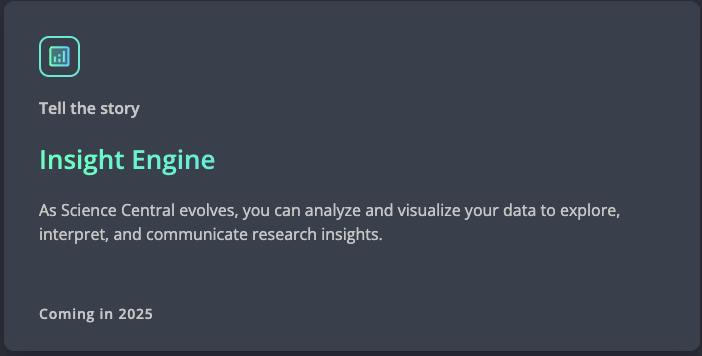 Tell the story
Insight Engine
As Science Central evolves, you can analyze and visualize your data to explore,
interpret, and communicate research insights.
Coming in 2025